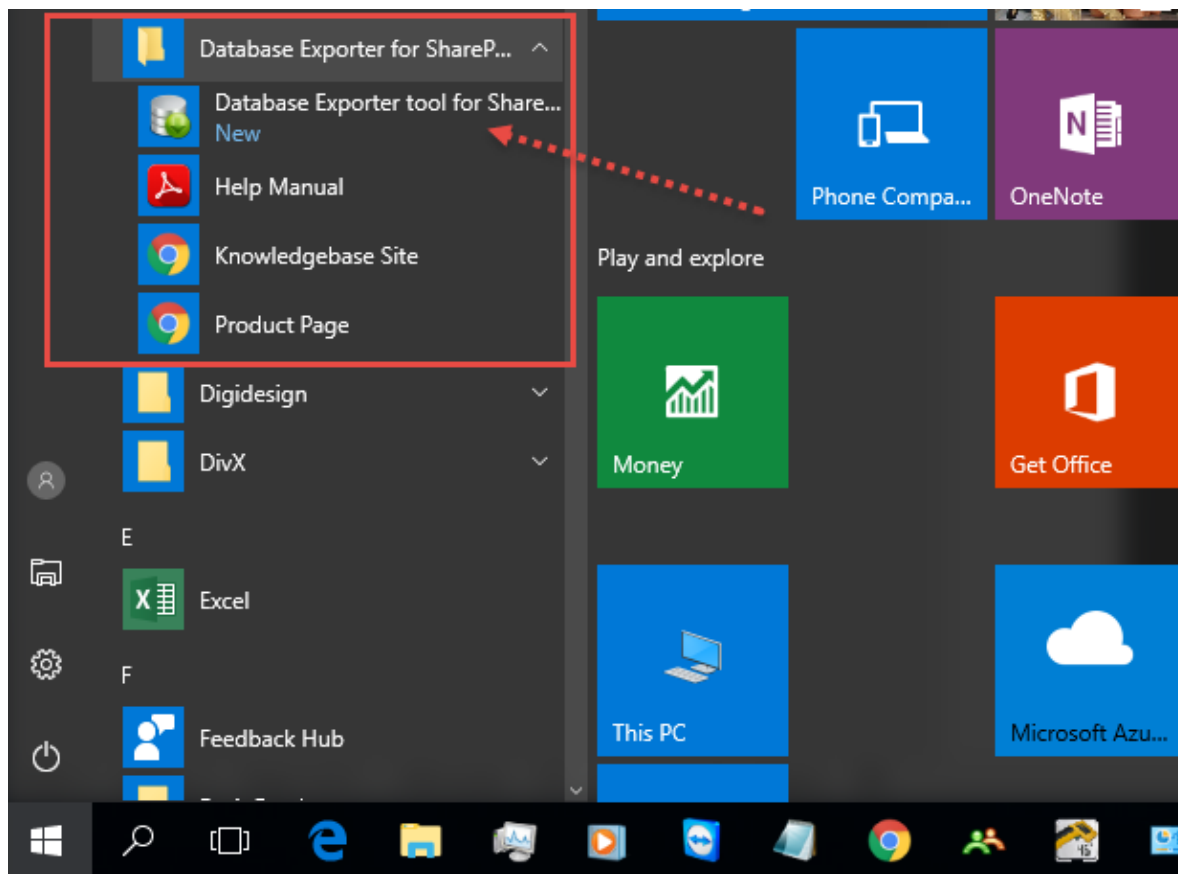 Database Exporter for ShareP...
Database Exporter tool for Share...
New
Help Manual
Knowledgebase Site
Product Page
Digidesign
DivX
E
Excel
F
Feedback Hub
Phone Compa...
OneNote
Play and explore
Money
Get Office
This PC
Microsoft Azu...